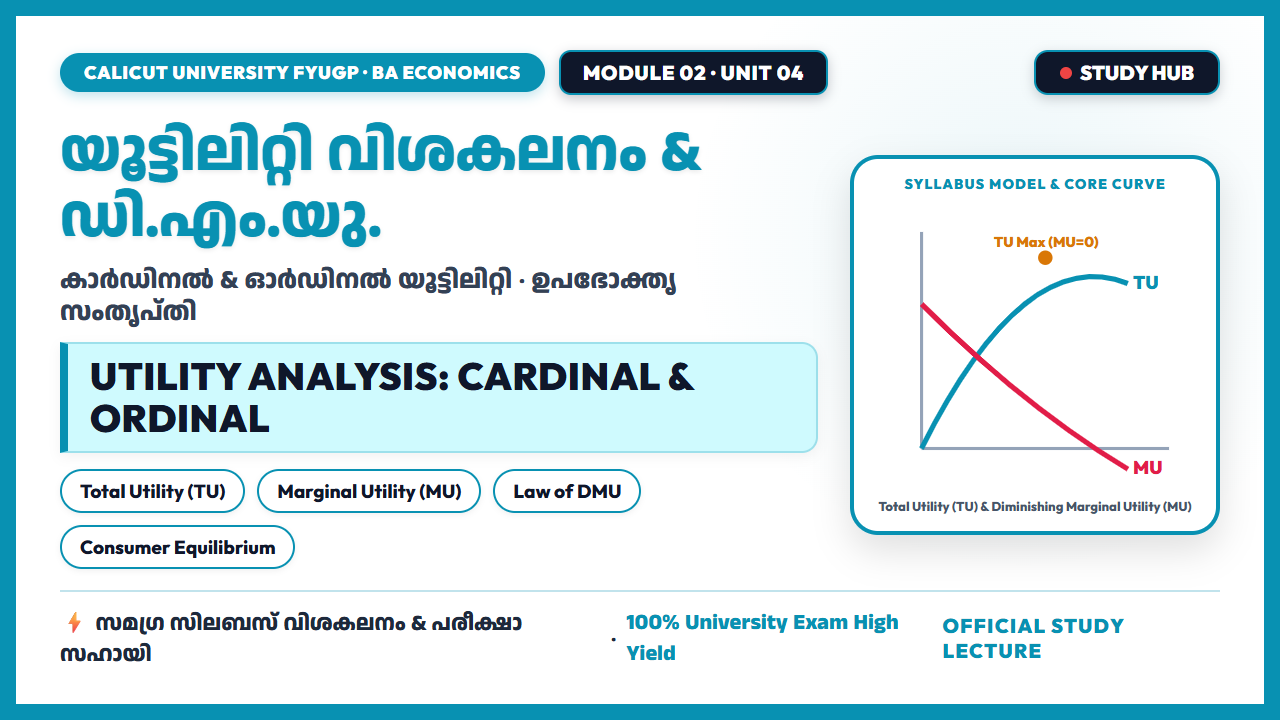 CALICUT UNIVERSITY FYUGP · BA ECONOMICS
MODULE 02 · UNIT 04
STUDY HUB
യൂട്ടിലിറ്റി വിശകലനം &
ഡി.എം.യു.
കാർഡിനൽ & ഓർഡിനൽ യൂട്ടിലിറ്റി · ഉപഭോക്തൃ
സംതൃപ്തി
UTILITY ANALYSIS: CARDINAL &
ORDINAL
Total Utility (TU)
Marginal Utility (MU)
Law of DMU
Consumer Equilibrium
SYLLABUS MODEL & CORE CURVE
TU Max (MU=0)
TU
MU
Total Utility (TU) & Diminishing Marginal Utility (MU)
⚡ സമഗ്ര സിലബസ് വിശകലനം & പരീക്ഷാ
സഹായി
· 100% University Exam High
Yield
OFFICIAL STUDY
LECTURE